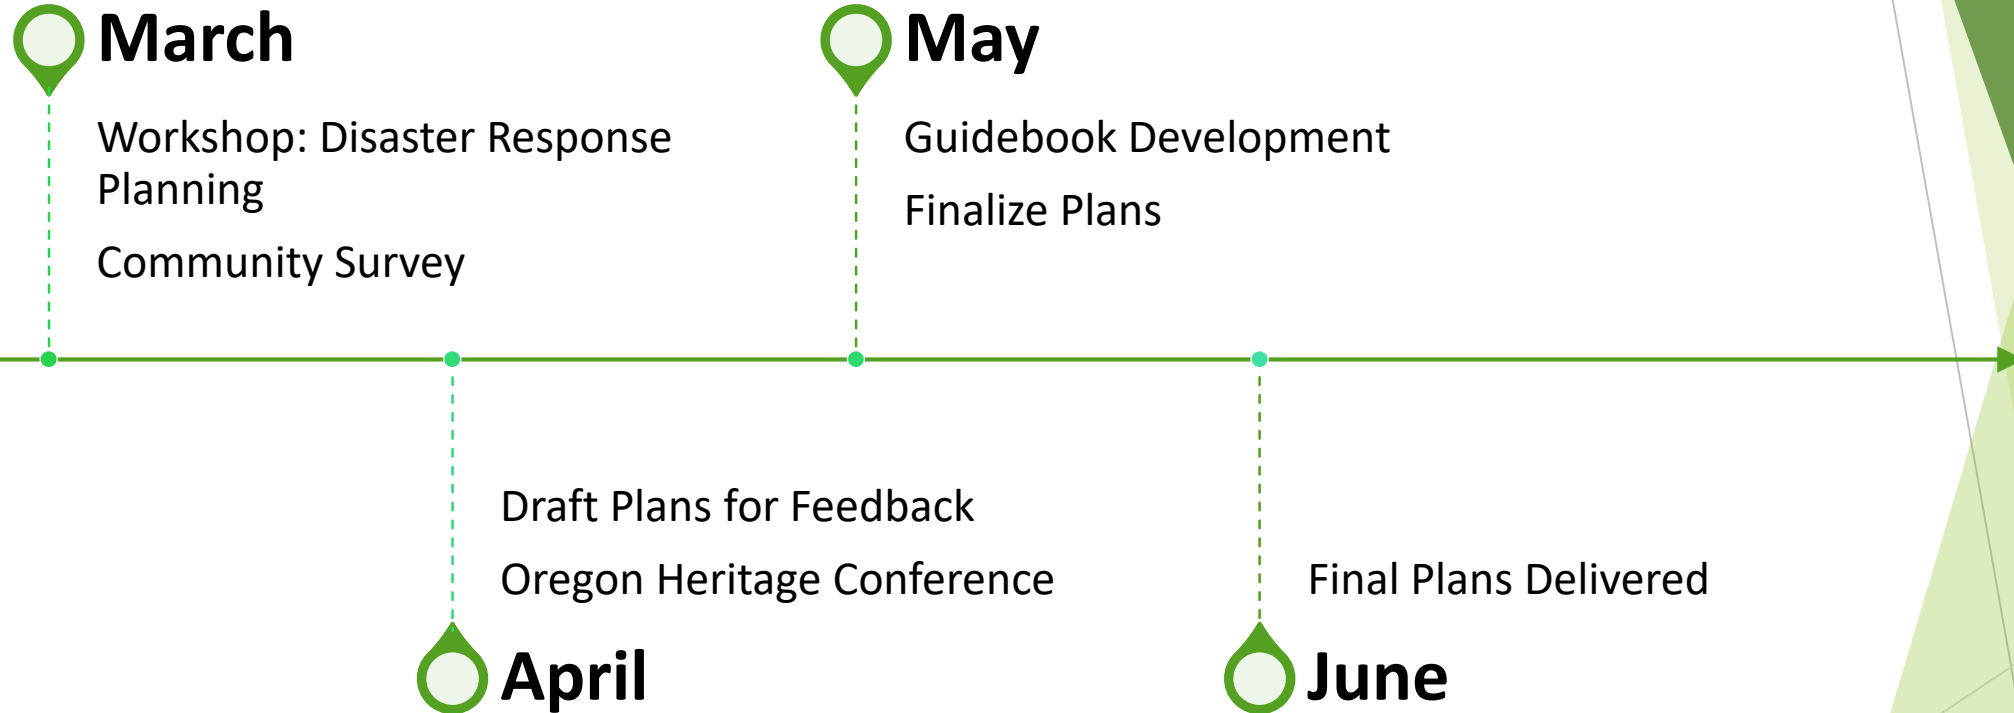 March
Workshop: Disaster Response
Planning
Community Survey
May
Guidebook Development
Finalize Plans
Draft Plans for Feedback
Oregon Heritage Conference
April
Final Plans Delivered
June